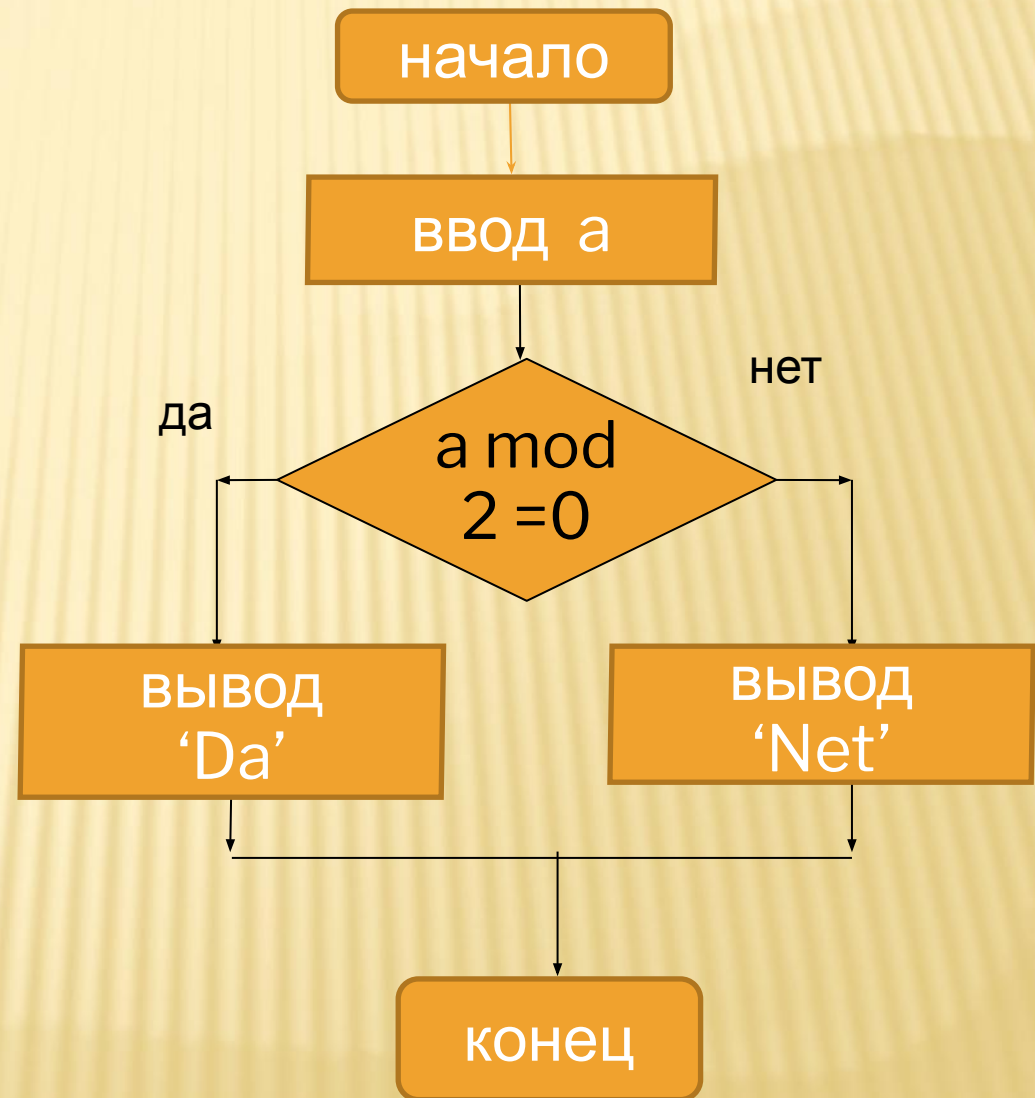 начало
ввод a
нет
да
a mod
2 =0
вывод
‘Da’
вывод
‘Net’
конец